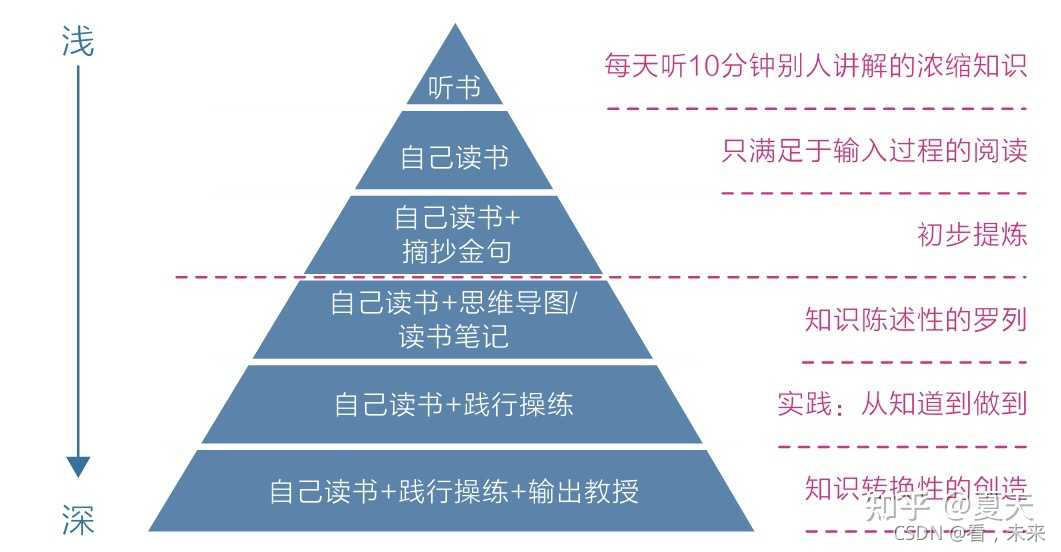 浅
听书
每天听10分钟别人讲解的浓缩知识
自己读书
只满足于输入过程的阅读
自己读书+
摘抄金句
初步提炼
自己读书+思维导图/
读书笔记
知识陈述性的罗列
自己读书+践行操练
实践：从知道到做到
自己读书+践行操练+输出教授
知识转换性的创造
深
知乎 @夏天
CSDN @看，未来